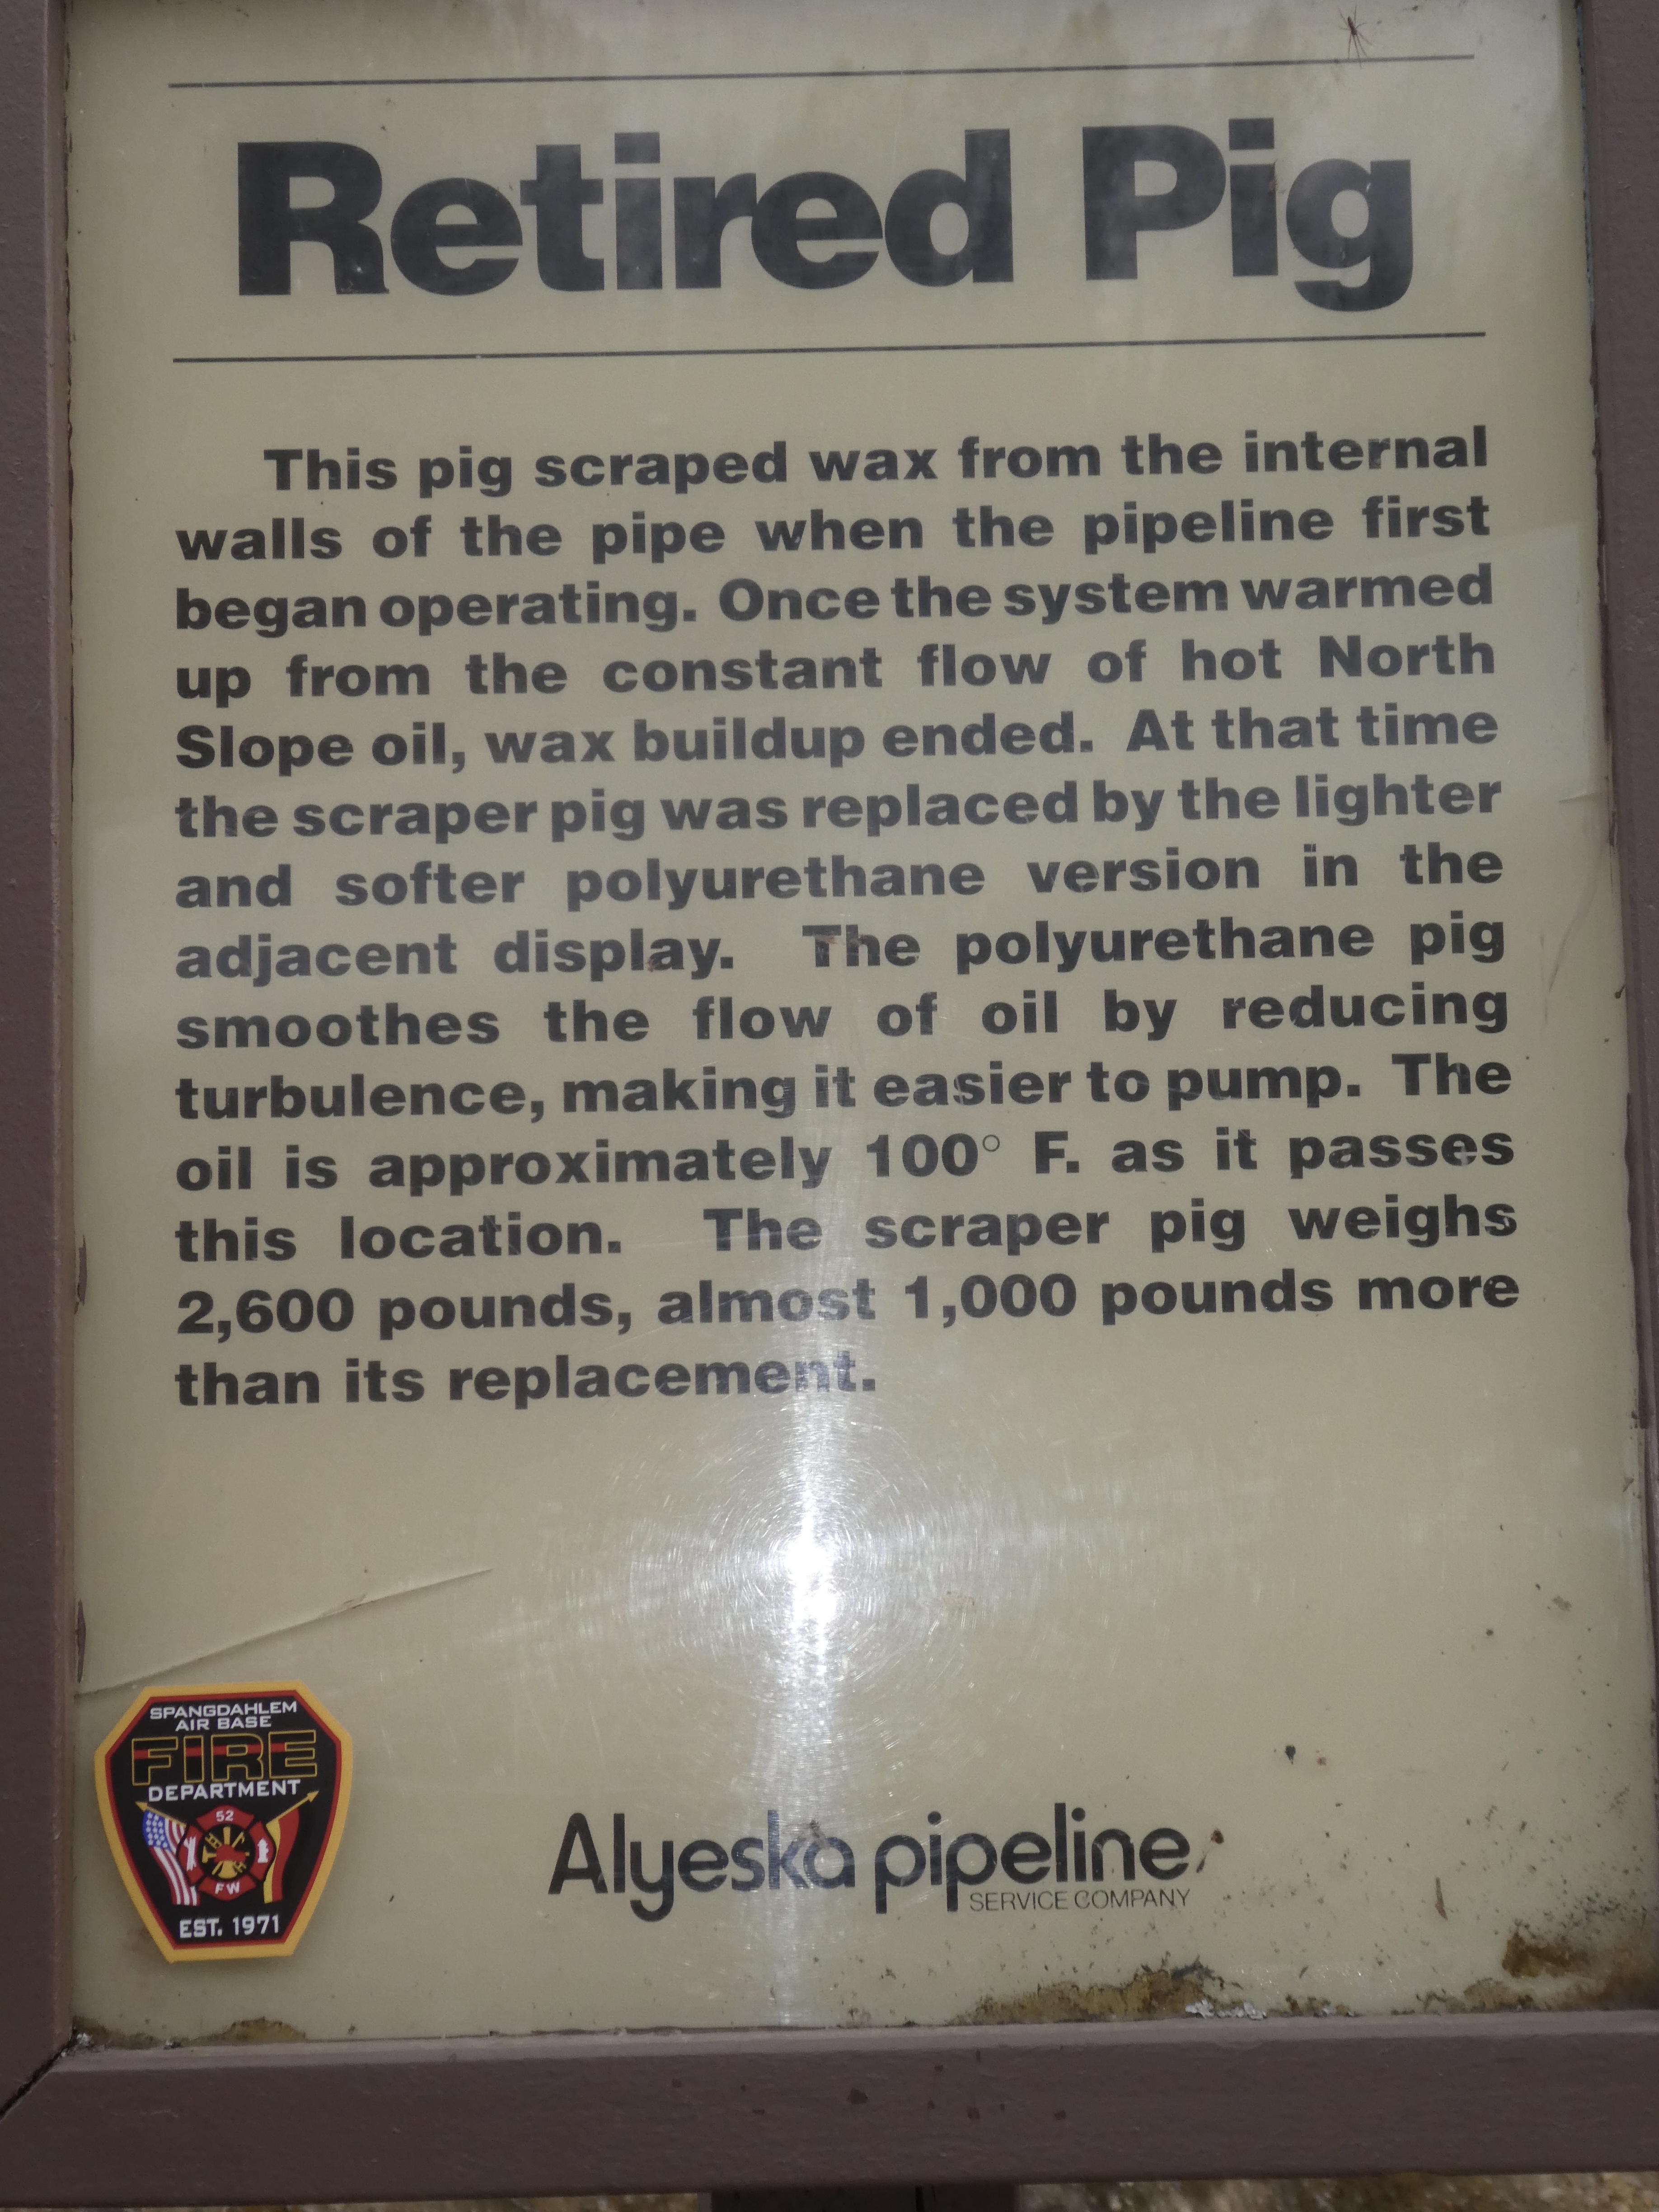 Retired Pig
This pig scraped wax from the internal
walls of the pipe when the pipeline first
began operating. Once the system warmed
up from the constant flow of hot North
Slope oil, wax buildup ended. At that time
the scraper pig was replaced by the lighter
and softer polyurethane version in the
adjacent display. The polyurethane pig
smoothes the flow of oil by reducing
turbulence, making it easier to pump. The
oil is approximately 100° F. as it passes
this location. The scraper pig weighs
2,600 pounds, almost 1,000 pounds more
than its replacement.
SPANGDAHLEM
AIR BASE
FIRE
DEPARTMENT
52
FW
EST. 1971
Alyeska pipeline
SERVICE COMPANY